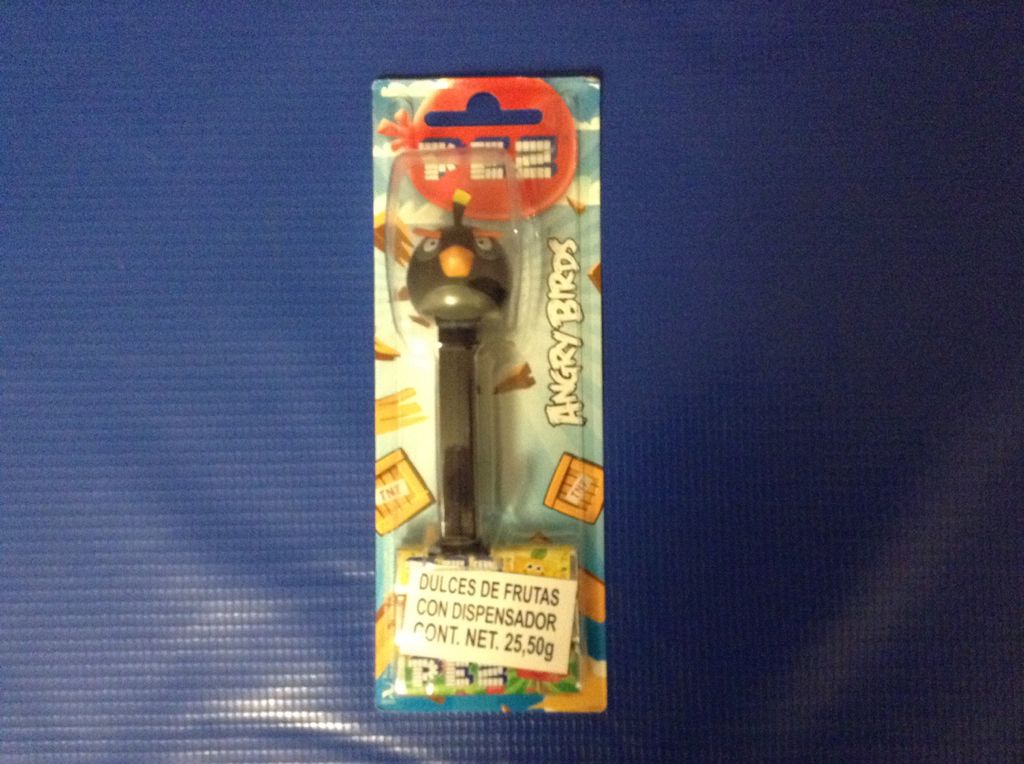 PEZ
ANGRY BIRDS
TNT
TNT
DULCES DE FRUTAS
CON DISPENSADOR
CONT. NET. 25,50g
PEZ